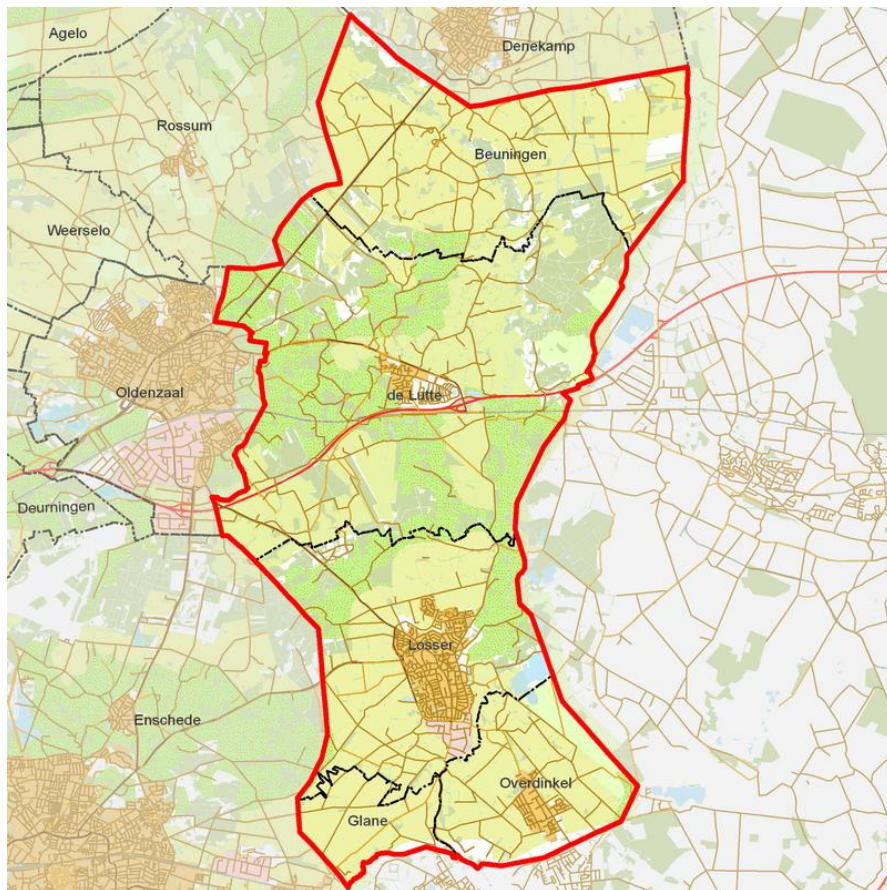 Agelo
Denekamp
Rossum
Beuningen
Weerselo
Oldenzaal
de Lutte
Deurningen
Losser
Enschede
Overdinkel
Glane